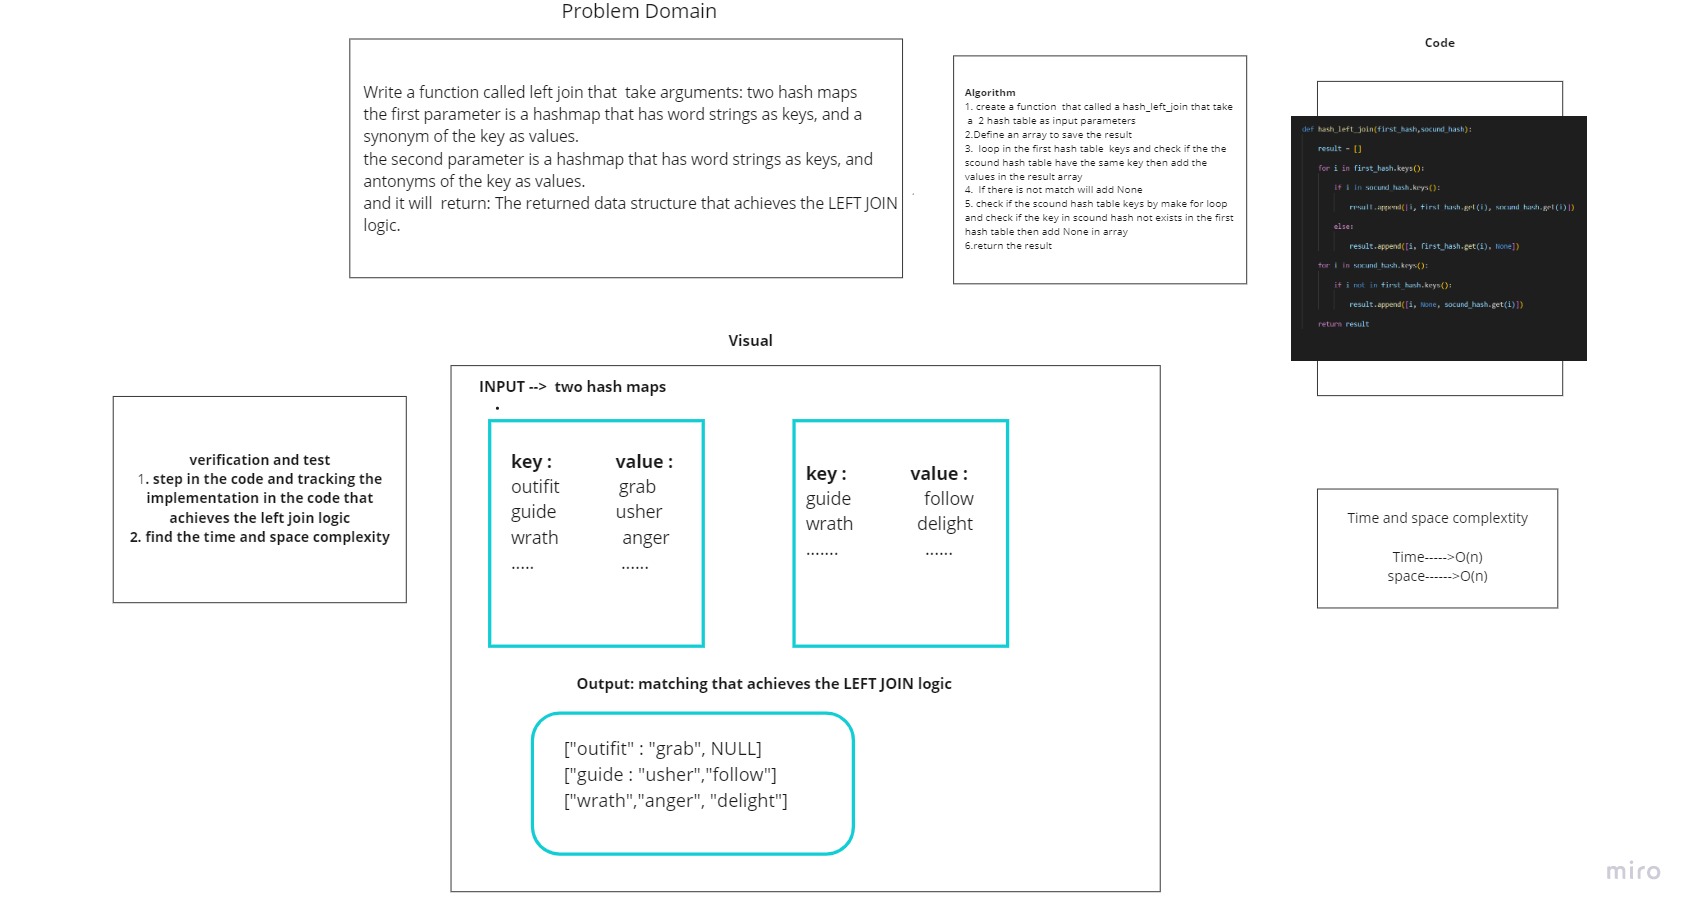 Problem Domain
Write a function called left join that take arguments: two hash maps
the first parameter is a hashmap that has word strings as keys, and a
synonym of the key as values.
the second parameter is a hashmap that has word strings as keys, and
antonyms of the key as values.
and it will return: The returned data structure that achieves the LEFT JOIN
logic.
Algorithm
1. create a function that called a hash_left_join that take
a 2 hash table as input parameters
2.Define an array to save the result
3. loop in the first hash table keys and check if the the
scound hash table have the same key then add the
values in the result array
4. If there is not match will add None
5. check if the scound hash table keys by make for loop
and check if the key in scound hash not exists in the first
hash table then add None in array
6.return the result
Code
def hash_left_join(first_hash,socund_hash):
result = []
for i in first_hash.keys():
if i in socund_hash.keys():
result.append([i, first_hash.get(i), socund_hash.get(i)])
else:
result.append([i, first_hash.get(i), None])
for i in socund_hash.keys():
if i not in first_hash.keys():
result.append([i, None, socund_hash.get(i)])
return result
verification and test
1. step in the code and tracking the
implementation in the code that
achieves the left join logic
2. find the time and space complexity
Visual
INPUT --> two hash maps
key : value :
outifit grab
guide usher
wrath anger
..... ......
key : value :
guide follow
wrath delight
....... ......
Output: matching that achieves the LEFT JOIN logic
["outifit" : "grab", NULL]
["guide : "usher","follow"]
["wrath","anger", "delight"]
Time and space complextity
Time----->O(n)
space------>O(n)
miro